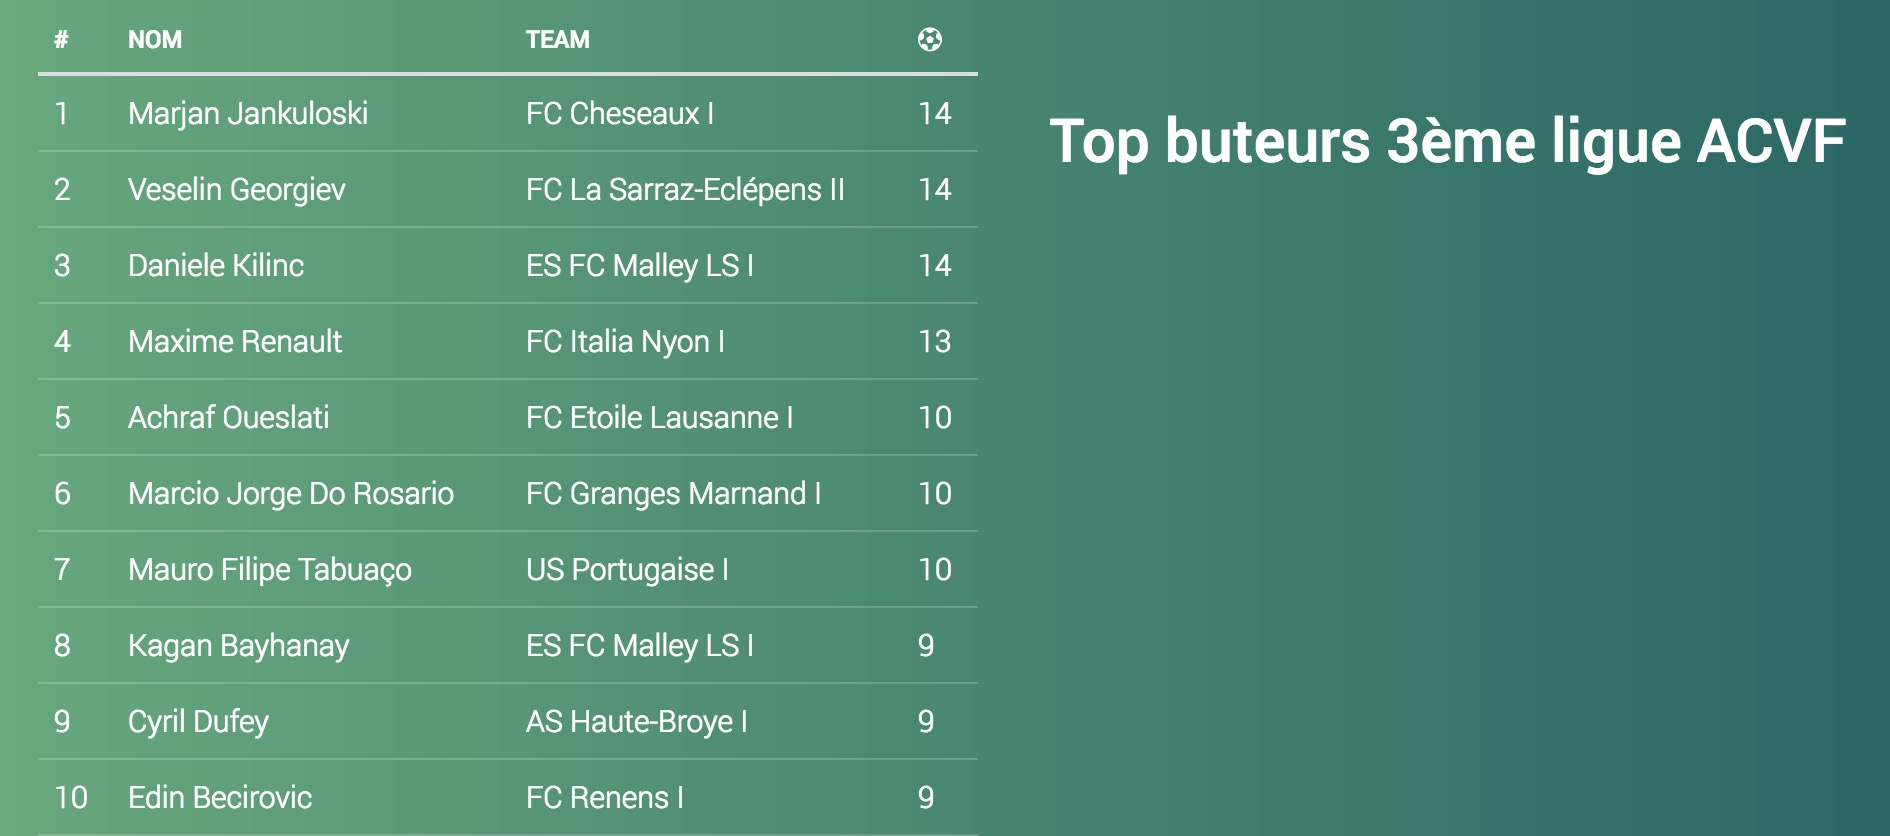 # NOM TEAM
1 Marjan Jankuloski FC Cheseaux I 14
2 Veselin Georgiev FC La Sarraz-Eclépens II 14
3 Daniele Kilinc ES FC Malley LS I 14
4 Maxime Renault FC Italia Nyon I 13
5 Achraf Oueslati FC Etoile Lausanne I 10
6 Marcio Jorge Do Rosario FC Granges Marnand I 10
7 Mauro Filipe Tabuaço US Portugaise I 10
8 Kagan Bayhanay ES FC Malley LS I 9
9 Cyril Dufey AS Haute-Broye I 9
10 Edin Becirovic FC Renens I 9
Top buteurs 3ème ligue ACVF